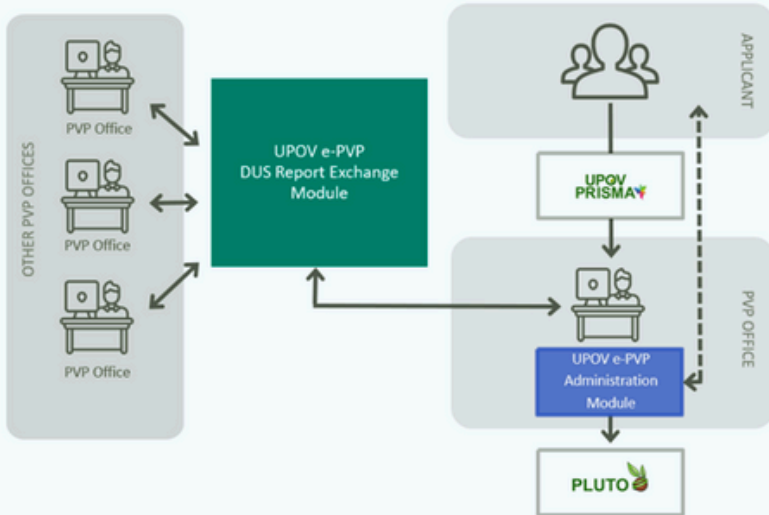 OTHER PVP OFFICES
PVP Office
PVP Office
PVP Office
UPOV e-PVP
DUS Report Exchange
Module
APPLICANT
UPOV
PRISMA
PVP OFFICE
UPOV e-PVP
Administration
Module
PLUTO